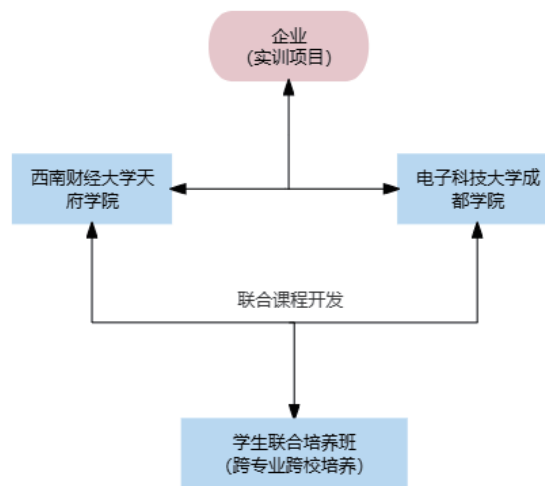 企业
（实训项目）
西南财经大学天
府学院
电子科技大学成
都学院
联合课程开发
学生联合培养班
（跨专业跨校培养）